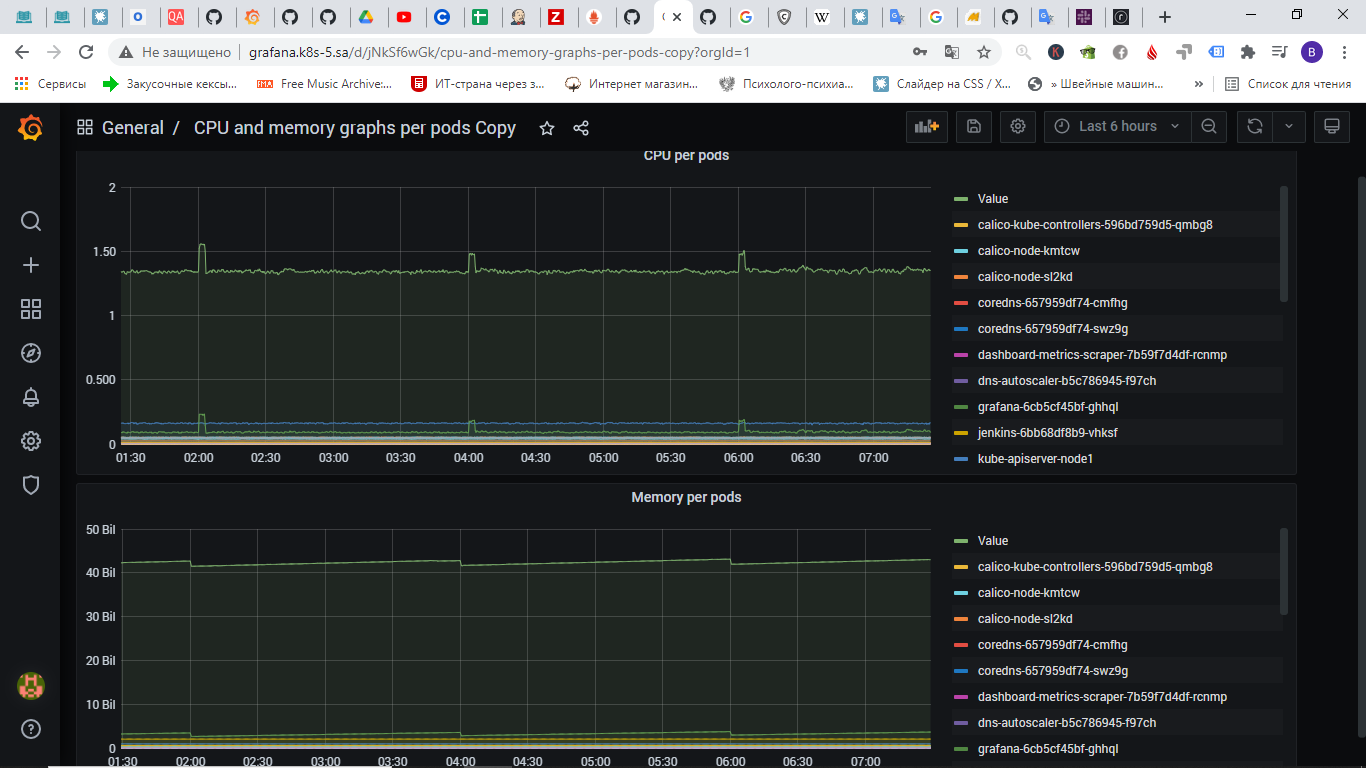 QA
Z
W
Не защищено
grafana.k8s-5.sa/d/jNkSf6wGk/cpu-and-memory-graphs-per-pods-copy?orgId=1
K
B
Сервисы
Закусочные кексы...
FMA
Free Music Archive:...
ИТ-страна через з...
Интернет магазин...
Психолого-психиа...
Слайдер на CSS / X...
» Швейные машин...
»
Список для чтения
General / CPU and memory graphs per pods Copy
Last 6 hours
CPU per pods
2
1.50
1
0.500
0
01:30 02:00 02:30 03:00 03:30 04:00 04:30 05:00 05:30 06:00 06:30 07:00
Value
calico-kube-controllers-596bd759d5-qmbg8
calico-node-kmtcw
calico-node-sl2kd
coredns-657959df74-cmfhg
coredns-657959df74-swz9g
dashboard-metrics-scraper-7b59f7d4df-rcnmp
dns-autoscaler-b5c786945-f97ch
grafana-6cb5cf45bf-ghhql
jenkins-6bb68df8b9-vhksf
kube-apiserver-node1
Memory per pods
50 Bil
40 Bil
30 Bil
20 Bil
10 Bil
0
01:30 02:00 02:30 03:00 03:30 04:00 04:30 05:00 05:30 06:00 06:30 07:00
Value
calico-kube-controllers-596bd759d5-qmbg8
calico-node-kmtcw
calico-node-sl2kd
coredns-657959df74-cmfhg
coredns-657959df74-swz9g
dashboard-metrics-scraper-7b59f7d4df-rcnmp
dns-autoscaler-b5c786945-f97ch
grafana-6cb5cf45bf-ghhql